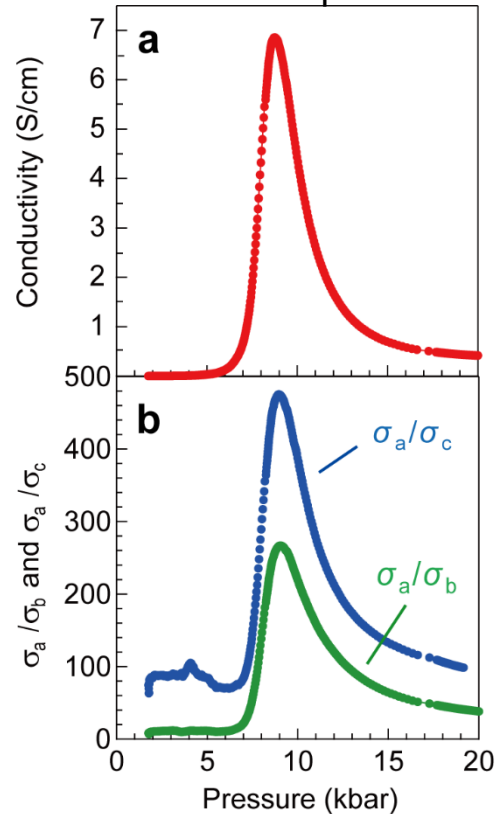 a
Conductivity (S/cm)
7
6
5
4
3
2
1
500
b
σa/σc
σa/σb
σa /σb and σa /σc
400
300
200
100
0
0 5 10 15 20
Pressure (kbar)